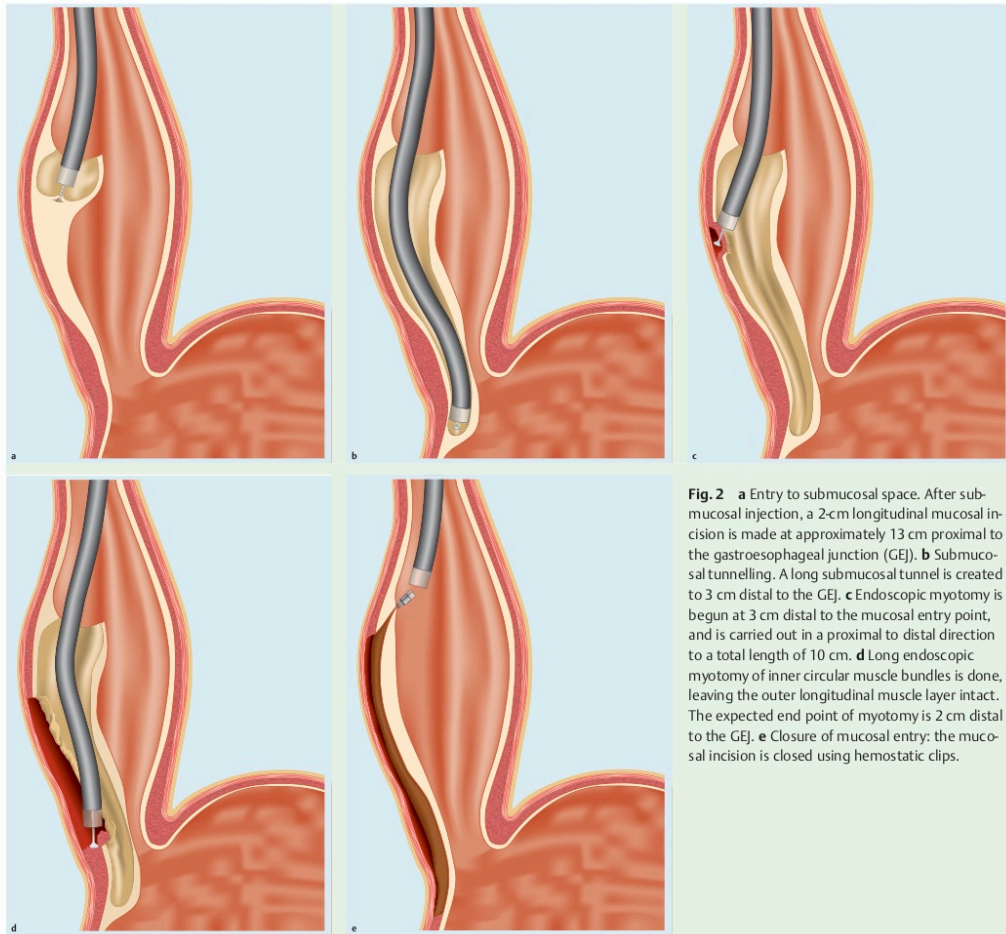 a
b
c
d
e
Fig. 2 a Entry to submucosal space. After sub-
mucosal injection, a 2-cm longitudinal mucosal in-
cision is made at approximately 13 cm proximal to
the gastroesophageal junction (GEJ). b Submuco-
sal tunnelling. A long submucosal tunnel is created
to 3 cm distal to the GEJ. c Endoscopic myotomy is
begun at 3 cm distal to the mucosal entry point,
and is carried out in a proximal to distal direction
to a total length of 10 cm. d Long endoscopic
myotomy of inner circular muscle bundles is done,
leaving the outer longitudinal muscle layer intact.
The expected end point of myotomy is 2 cm distal
to the GEJ. e Closure of mucosal entry: the muco-
sal incision is closed using hemostatic clips.